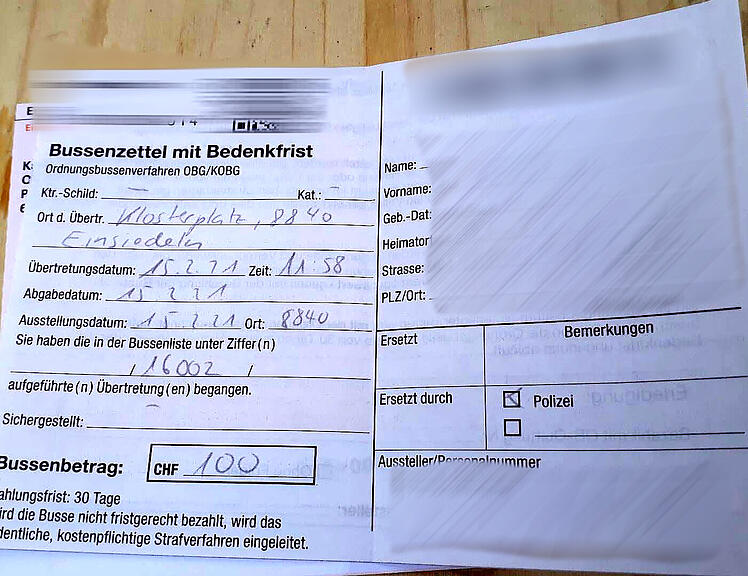 Bussenzettel mit Bedenkfrist
Ordnungsbussenverfahren OBG/KOBG
Ktr.-Schild: — Kat.: —
Ort d. Übertr. Klosterplatz, 8840
Einsiedeln
Übertretungsdatum: 15.2.21 Zeit: 11:58
Abgabedatum: 15.2.21
Ausstellungsdatum: 15.2.21 Ort: 8840
Sie haben die in der Bussenliste unter Ziffer(n)
, 16002 ,
aufgeführte(n) Übertretung(en) begangen.
Sichergestellt: —
Bussenbetrag: CHF 100
ahlungsfrist: 30 Tage
ird die Busse nicht fristgerecht bezahlt, wird das
dentliche, kostenpflichtige Strafverfahren eingeleitet.
Name:
Vorname:
Geb.-Dat:
Heimator
Strasse:
PLZ/Ort:
Ersetzt
Bemerkungen
Ersetzt durch
Polizei
Aussteller/Personalnummer